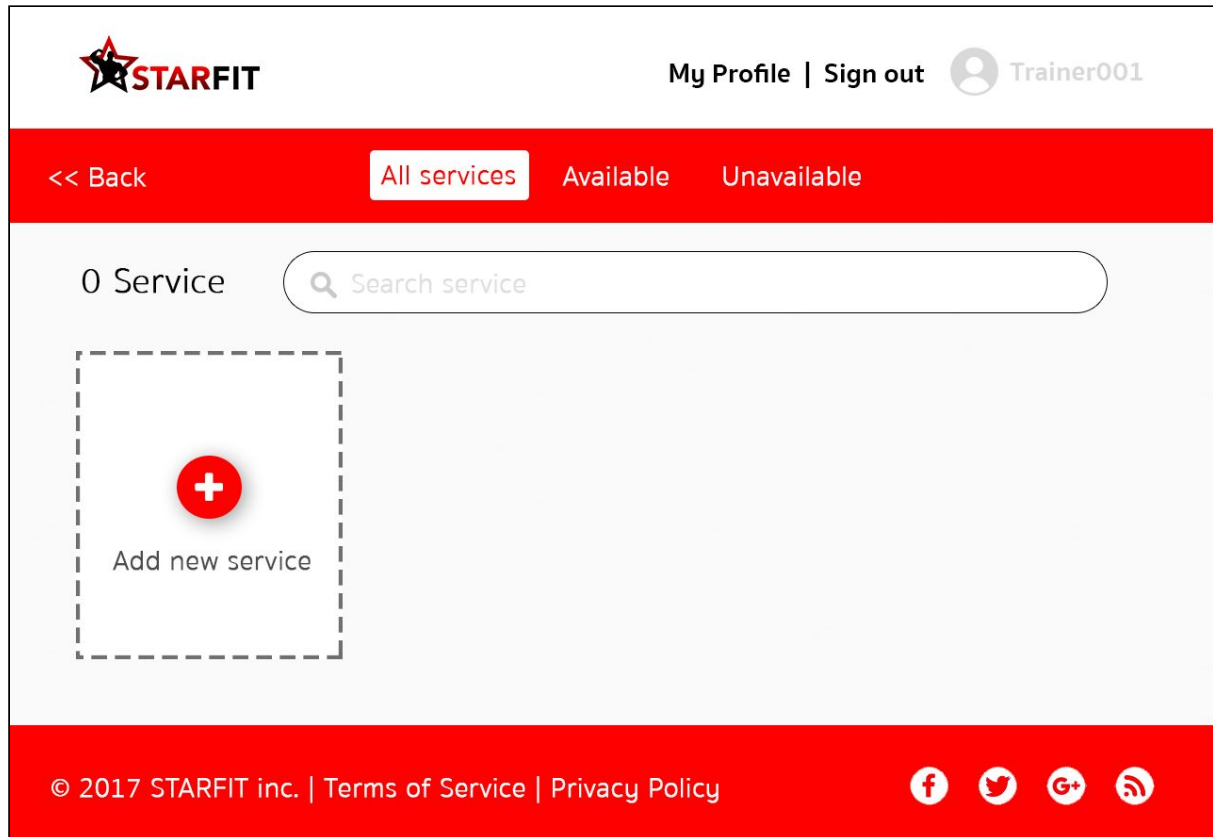 STARFIT
My Profile | Sign out Trainer001
<< Back All services Available Unavailable
0 Service Search service
Add new service
© 2017 STARFIT inc. | Terms of Service | Privacy Policy f G+